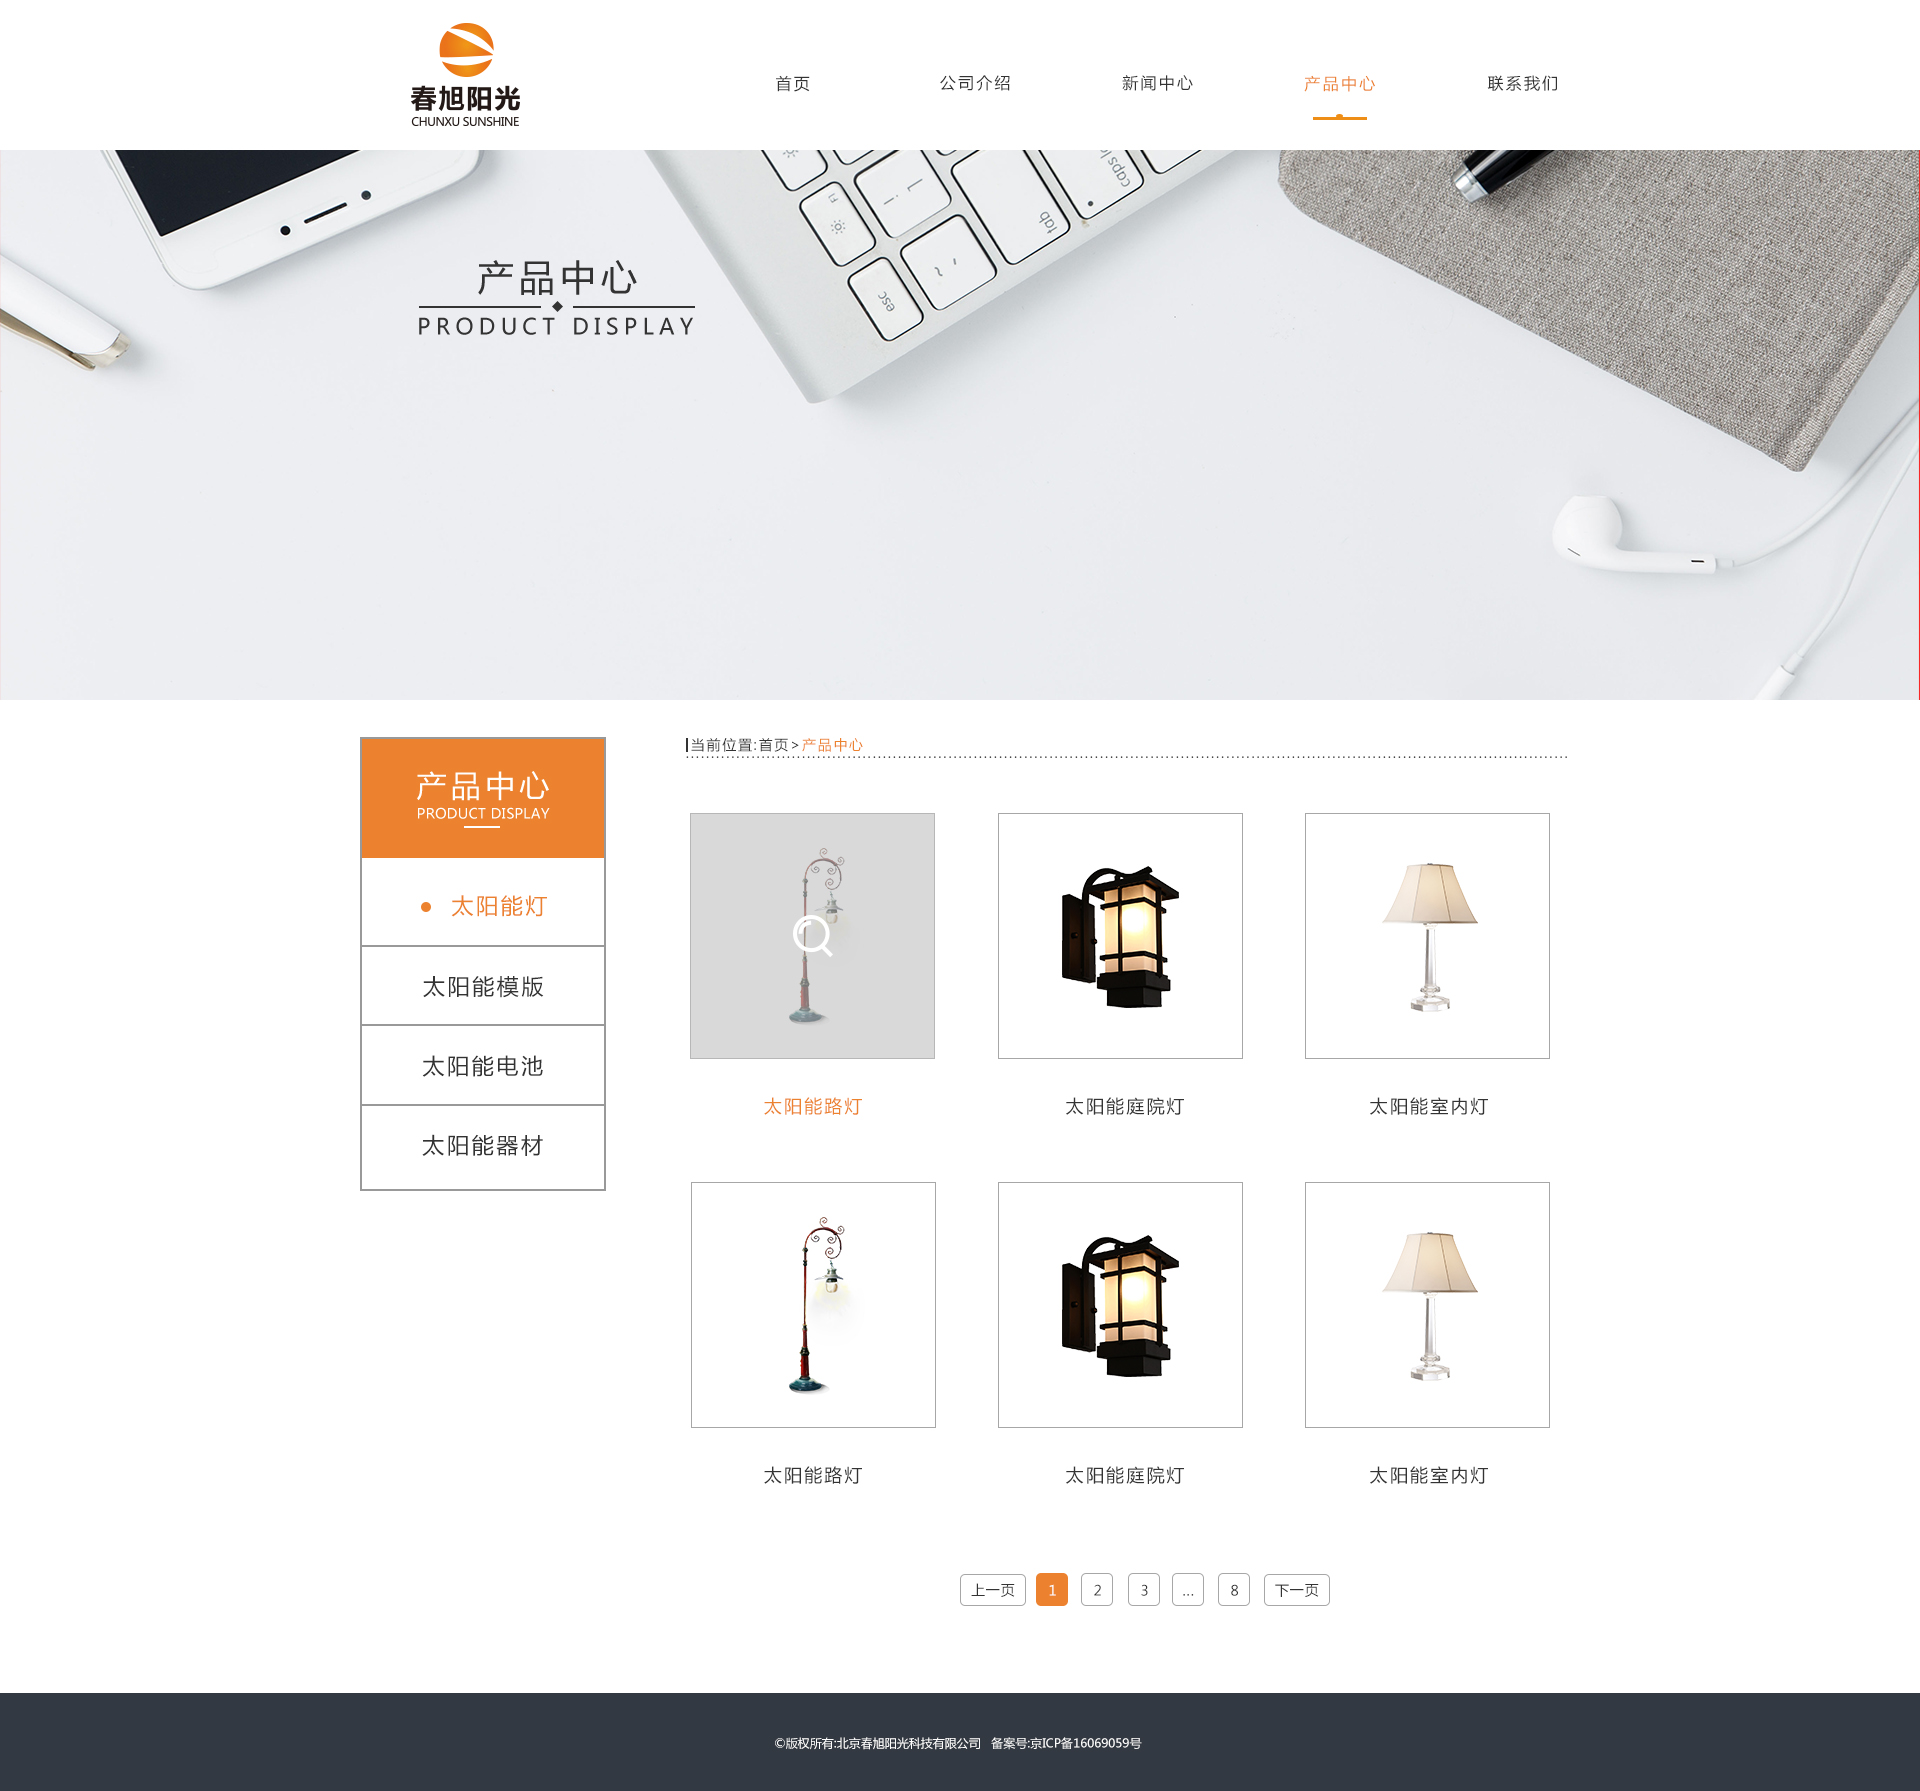 春旭阳光
CHUNXU SUNSHINE
首页
公司介绍
新闻中心
产品中心
联系我们
caps lo
tab
esc
F1
产品中心
PRODUCT DISPLAY
产品中心
PRODUCT DISPLAY
太阳能灯
太阳能模版
太阳能电池
太阳能器材
当前位置:首页>产品中心
太阳能路灯
太阳能庭院灯
太阳能室内灯
太阳能路灯
太阳能庭院灯
太阳能室内灯
上一页 1 2 3 ... 8 下一页
©版权所有:北京春旭阳光科技有限公司 备案号:京ICP备16069059号